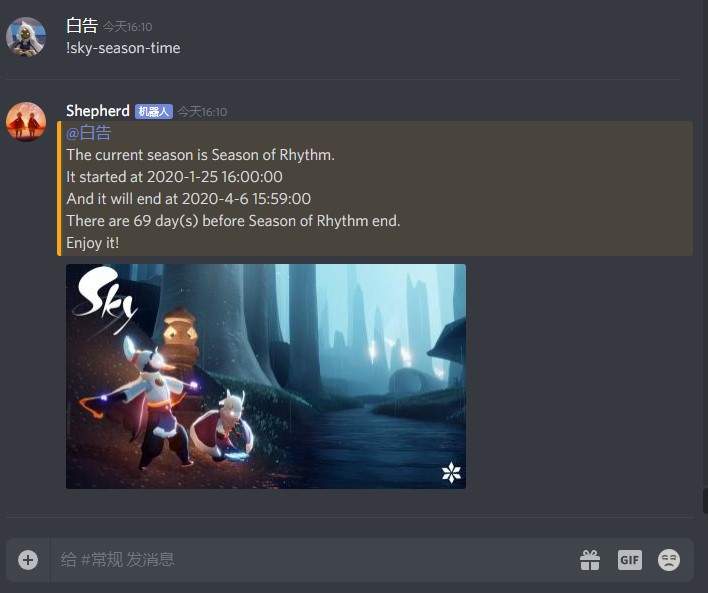 白告 今天16:10
!sky-season-time
Shepherd 机器人 今天16:10
@白告
The current season is Season of Rhythm.
It started at 2020-1-25 16:00:00
And it will end at 2020-4-6 15:59:00
There are 69 day(s) before Season of Rhythm end.
Enjoy it!
Sky
给 #常规 发消息
GIF